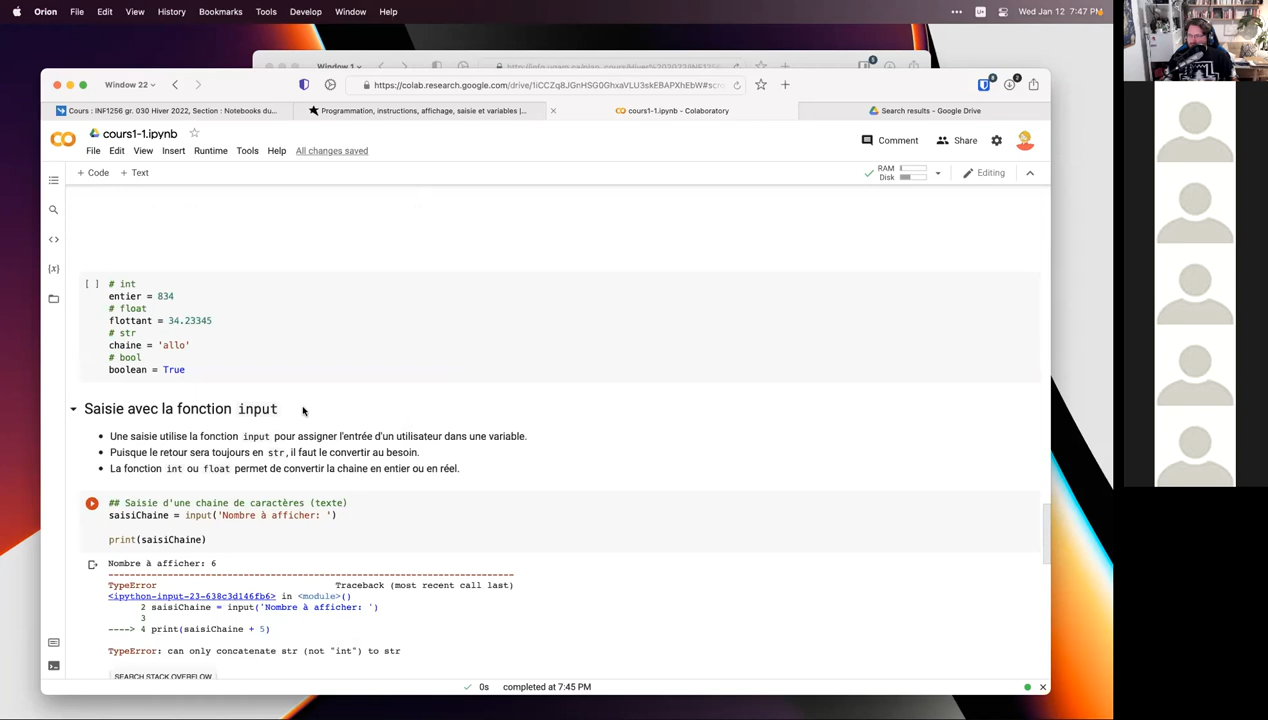 Orion File Edit View History Bookmarks Tools Develop Window Help
Wed Jan 12 7:47 PM
Window 1
Window 22
https://colab.research.google.com/drive/1iCCZq8JGnHSG0GhxaVLU3skEBAPXhEbW#scr
Cours : INF1256 gr. 030 Hiver 2022, Section : Notebooks du...
Programmation, instructions, affichage, saisie et variables |...
cours1-1.ipynb - Colaboratory
Search results - Google Drive
cours1-1.ipynb
File Edit View Insert Runtime Tools Help All changes saved
Comment Share
+ Code + Text
RAM
Disk
Editing
[ ] # int
entier = 834
# float
flottant = 34.23345
# str
chaine = 'allo'
# bool
boolean = True
Saisie avec la fonction input
• Une saisie utilise la fonction input pour assigner l'entrée d'un utilisateur dans une variable.
• Puisque le retour sera toujours en str, il faut le convertir au besoin.
• La fonction int ou float permet de convertir la chaine en entier ou en réel.
## Saisie d'une chaine de caractères (texte)
saisiChaine = input('Nombre à afficher: ')
print(saisiChaine)
Nombre à afficher: 6
---------------------------------------------------------------------------
TypeError Traceback (most recent call last)
<ipython-input-23-638c3d146fb6> in <module>()
2 saisiChaine = input('Nombre à afficher: ')
3
----> 4 print(saisiChaine + 5)
TypeError: can only concatenate str (not "int") to str
SEARCH STACK OVERFLOW
0s completed at 7:45 PM